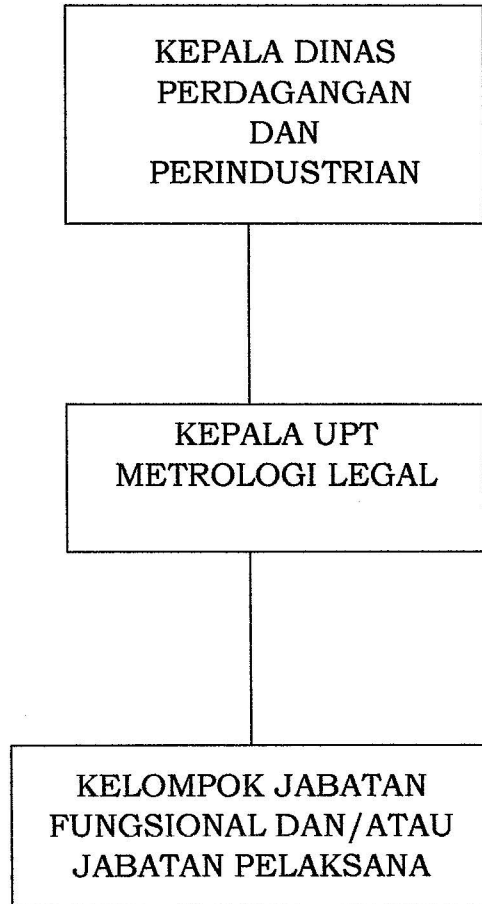 KEPALA DINAS
PERDAGANGAN
DAN
PERINDUSTRIAN
KEPALA UPT
METROLOGI LEGAL
KELOMPOK JABATAN
FUNGSIONAL DAN/ATAU
JABATAN PELAKSANA